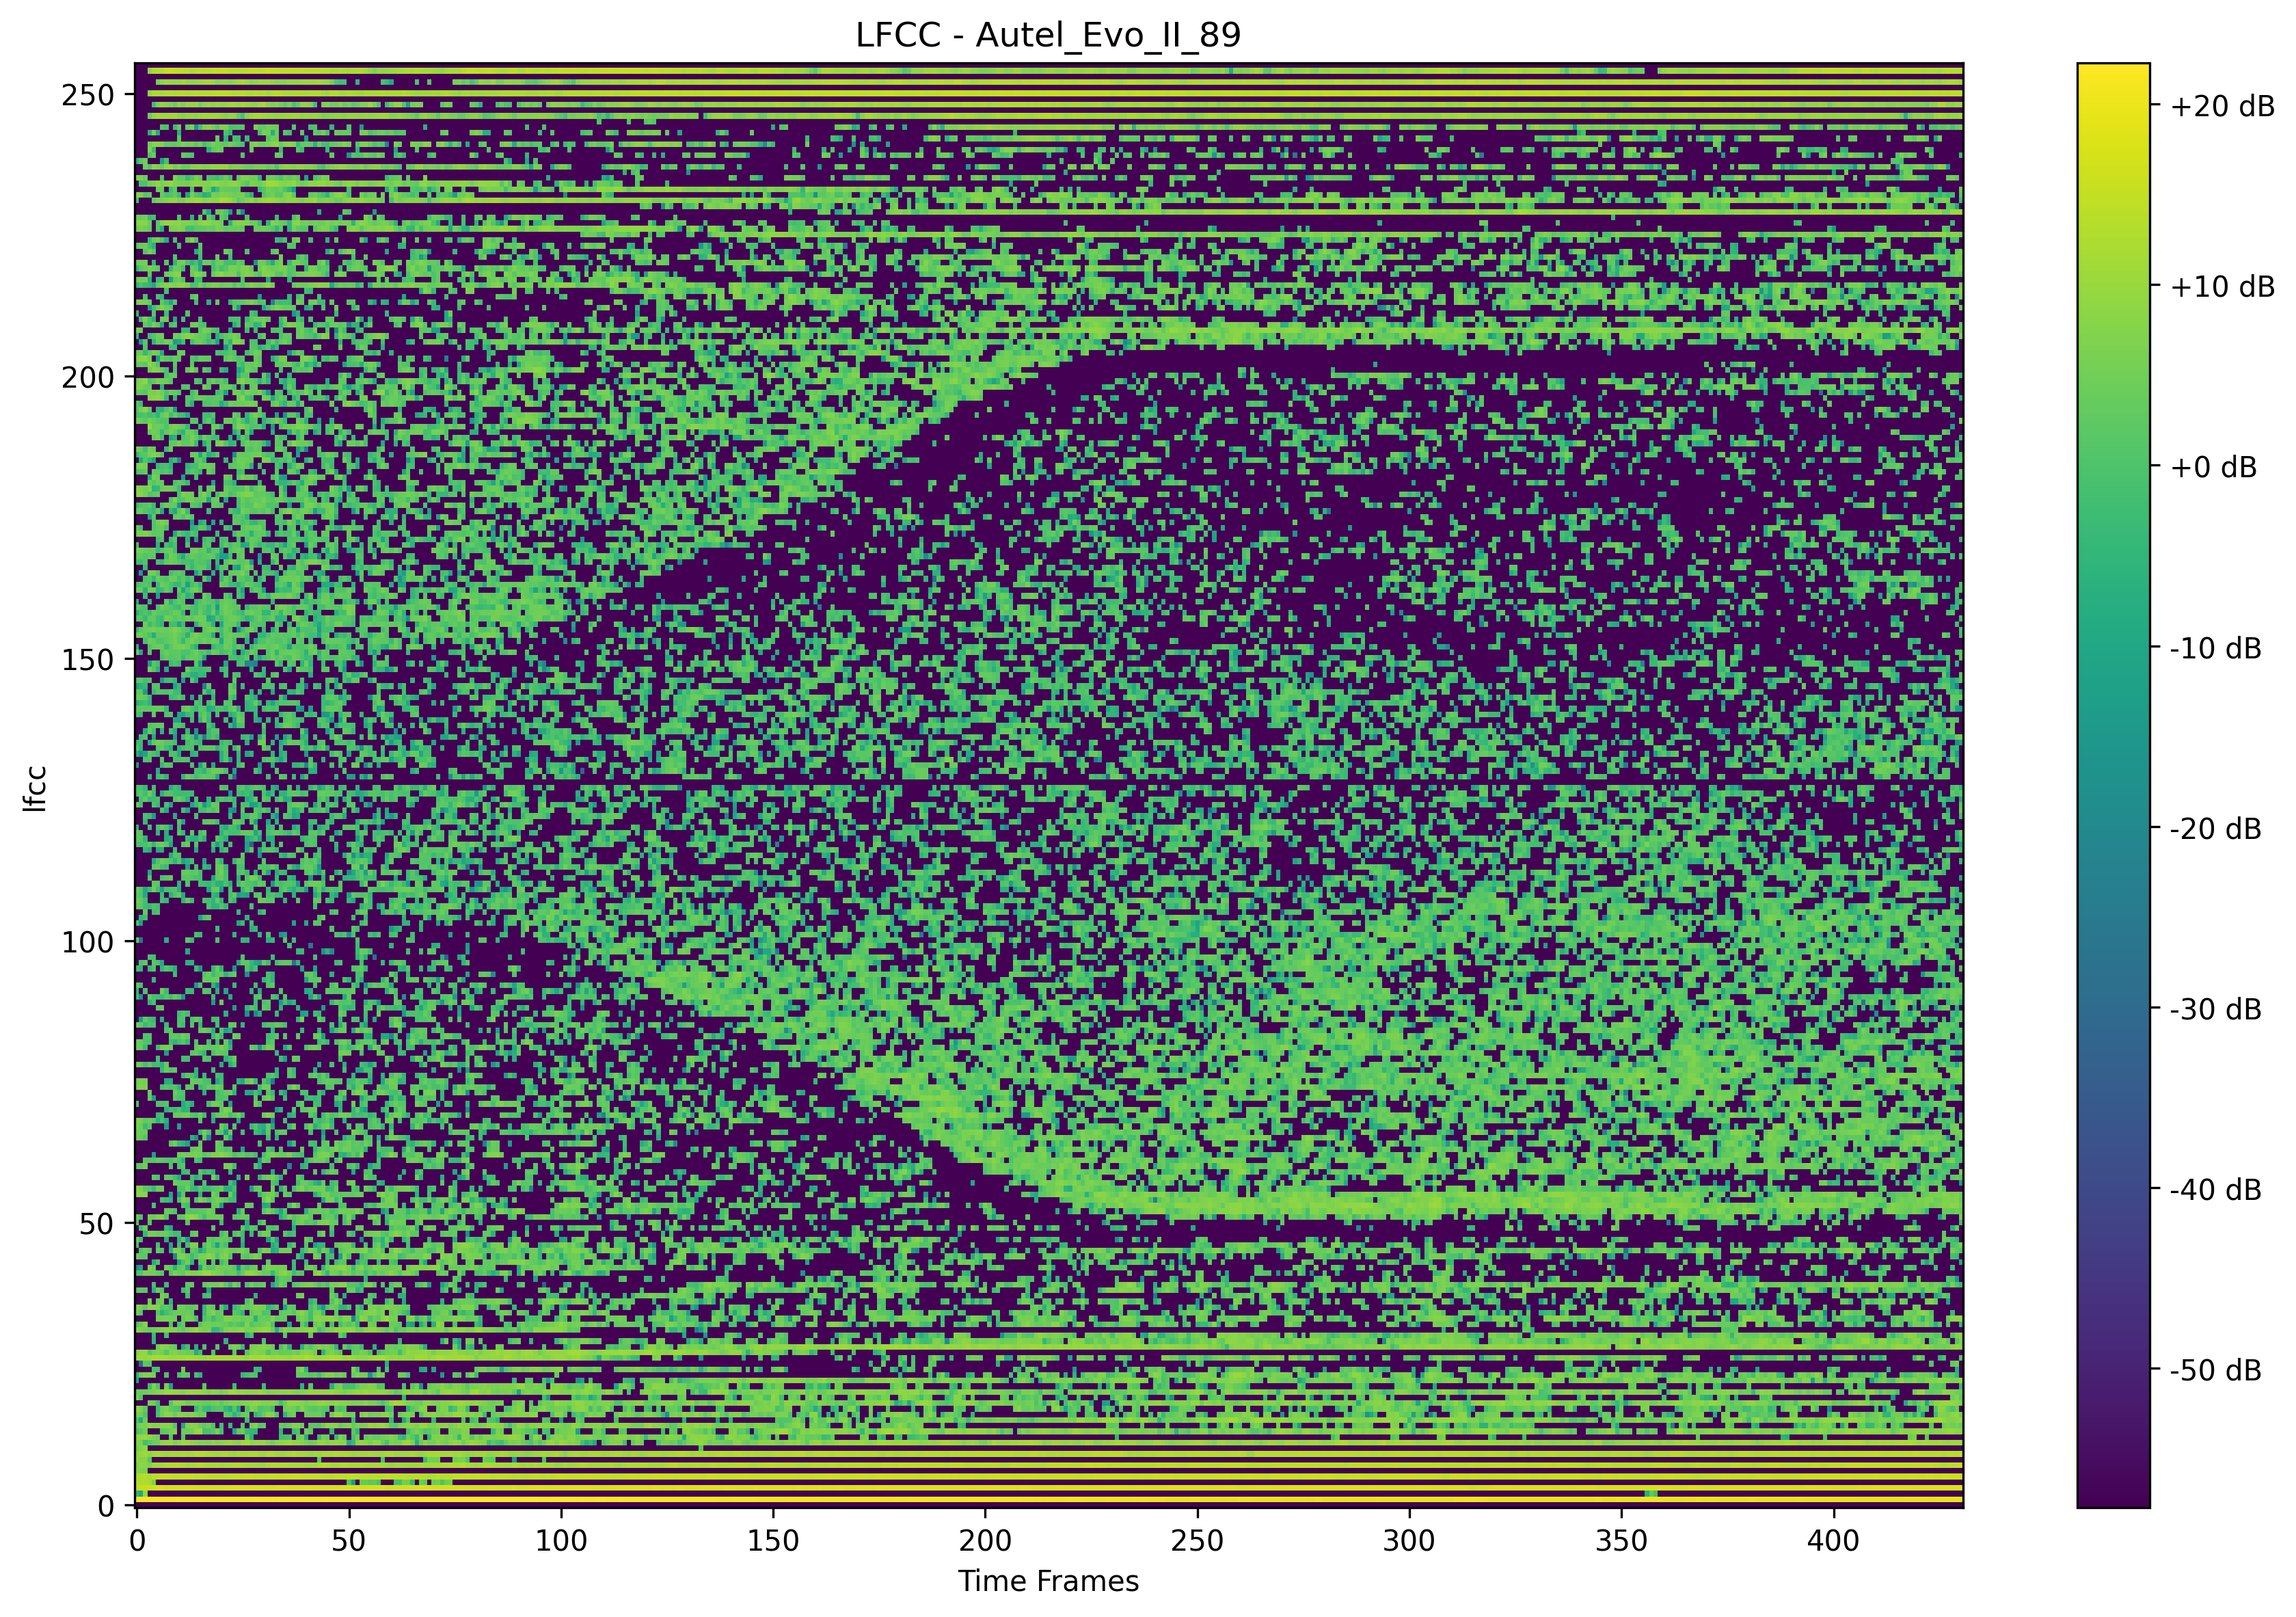 LFCC - Autel_Evo_II_89
lfcc
250
200
150
100
50
0
0 50 100 150 200 250 300 350 400
Time Frames
+20 dB
+10 dB
+0 dB
-10 dB
-20 dB
-30 dB
-40 dB
-50 dB